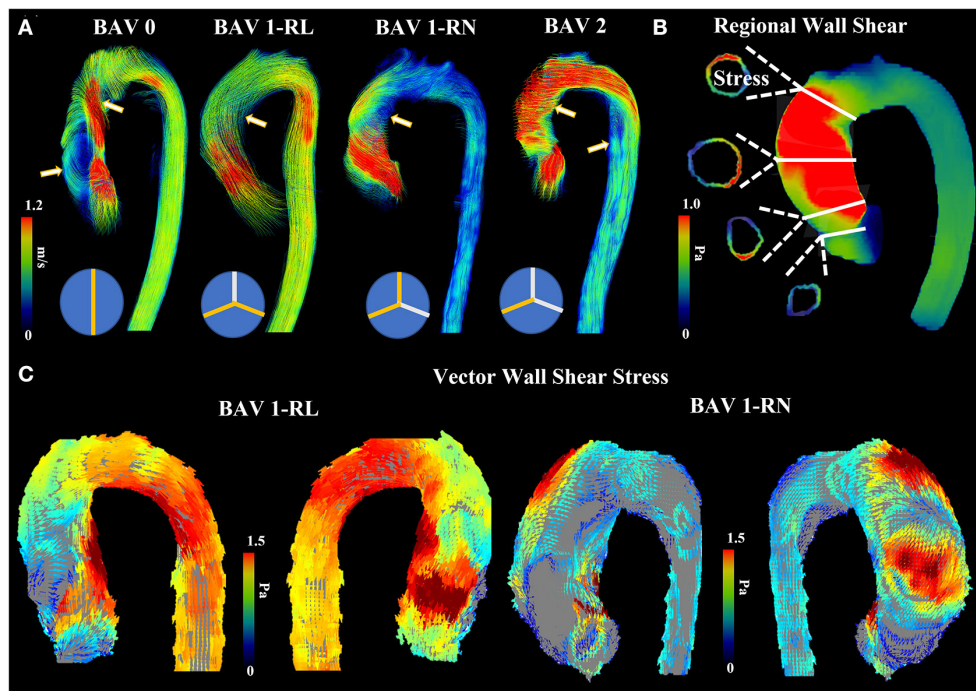 A
BAV 0
BAV 1-RL
BAV 1-RN
BAV 2
1.2
m/s
0
B
Regional Wall Shear
Stress
1.0
Pa
0
C
Vector Wall Shear Stress
BAV 1-RL
BAV 1-RN
1.5
Pa
0
1.5
Pa
0